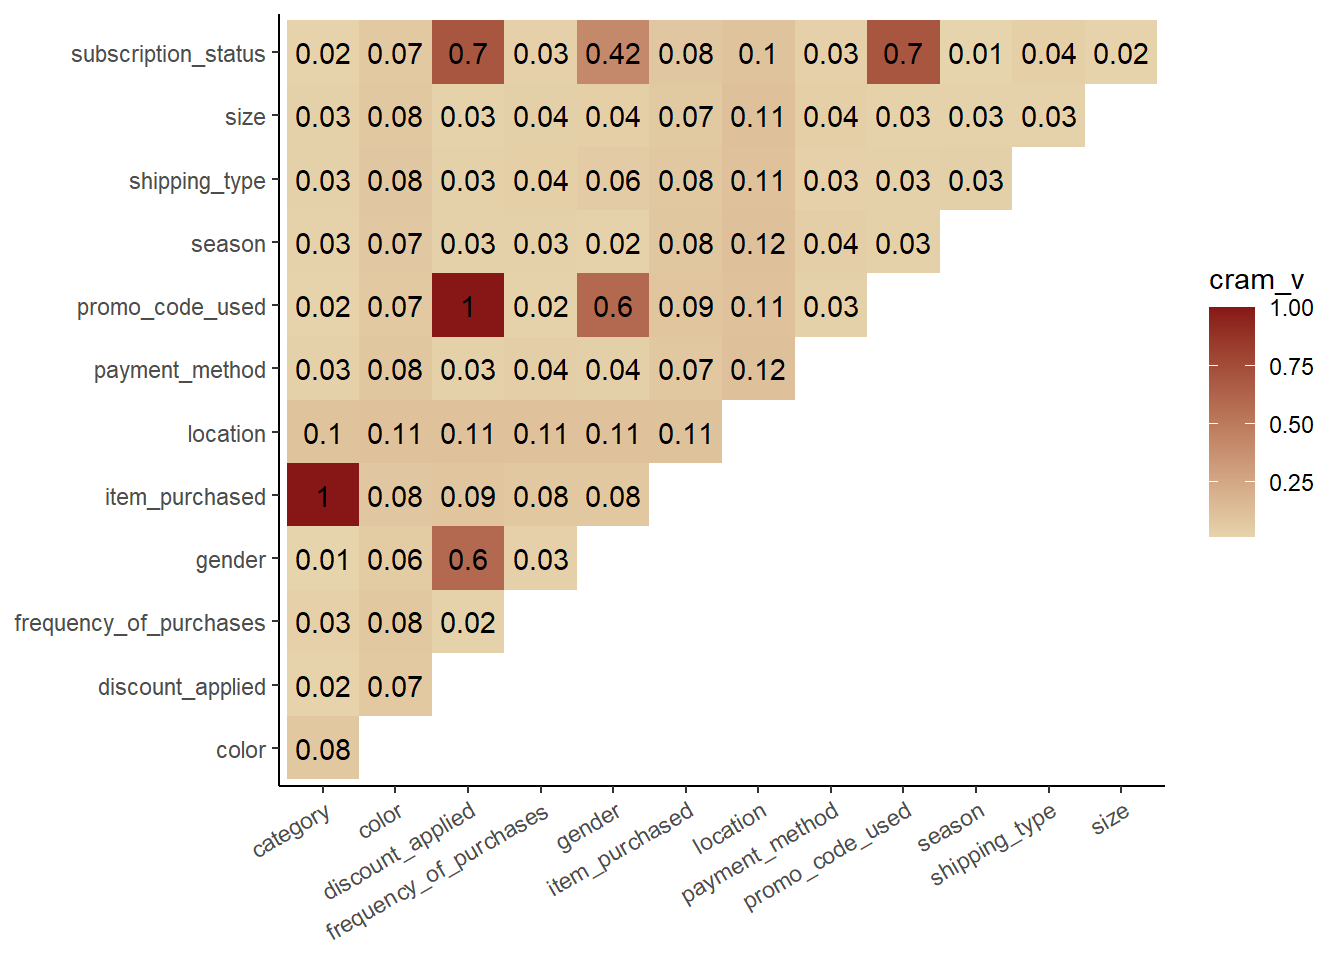 subscription_status 0.02 0.07 0.7 0.03 0.42 0.08 0.1 0.03 0.7 0.01 0.04 0.02
size 0.03 0.08 0.03 0.04 0.04 0.07 0.11 0.04 0.03 0.03 0.03
shipping_type 0.03 0.08 0.03 0.04 0.06 0.08 0.11 0.03 0.03 0.03
season 0.03 0.07 0.03 0.03 0.02 0.08 0.12 0.04 0.03
promo_code_used 0.02 0.07 1 0.02 0.6 0.09 0.11 0.03
payment_method 0.03 0.08 0.03 0.04 0.04 0.07 0.12
location 0.1 0.11 0.11 0.11 0.11 0.11
item_purchased 1 0.08 0.09 0.08 0.08
gender 0.01 0.06 0.6 0.03
frequency_of_purchases 0.03 0.08 0.02
discount_applied 0.02 0.07
color 0.08
category
color
discount_applied
frequency_of_purchases
gender
item_purchased
location
payment_method
promo_code_used
season
shipping_type
size
cram_v
1.00
0.75
0.50
0.25